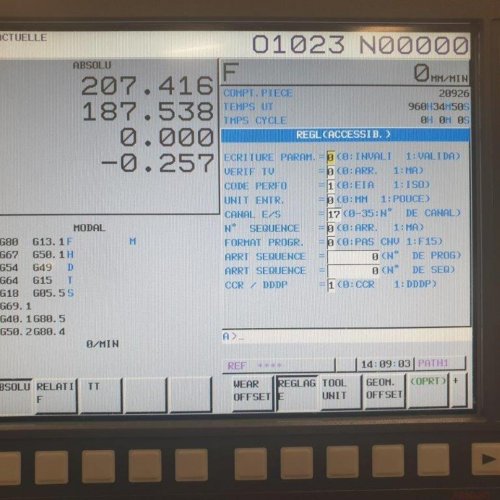 ACTUELLE
O1023 N00000
ABSOLU
207.416
187.538
0.000
-0.257
F 0 MM/MIN
COMPT.PIECE 20926
TEMPS UT 960H34M50S
TMPS CYCLE 0H 0M 0S
REGL(ACCESSIB.)
ECRITURE PARAM.=0(0:INVALI 1:VALIDA)
VERIF TV =0(0:ARR. 1:MA)
CODE PERFO =1(0:EIA 1:ISO)
UNIT ENTR. =0(0:MM 1:POUCE)
CANAL E/S =17(0-35:N° DE CANAL)
N° SEQUENCE =0(0:ARR. 1:MA)
FORMAT PROGR. =0(0:PAS CNV 1:F15)
ARRT SEQUENCE = 0(N° DE PROG)
ARRT SEQUENCE = 0(N° DE SEQ)
CCR / DDDP =1(0:CCR 1:DDDP)
MODAL
G80 G13.1 F M
G67 G50.1 H
G54 G49 D
G64 G15 T
G18 G05.5 S
G69.1
G40.1 G80.5
G50.2 G80.4
0/MIN
A>_
REF ****
14:09:03 PATH1
ABSOLU
RELATI F
TT
WEAR OFFSET
REGLAG E
TOOL UNIT
GEOM. OFFSET
(OPRT)
+